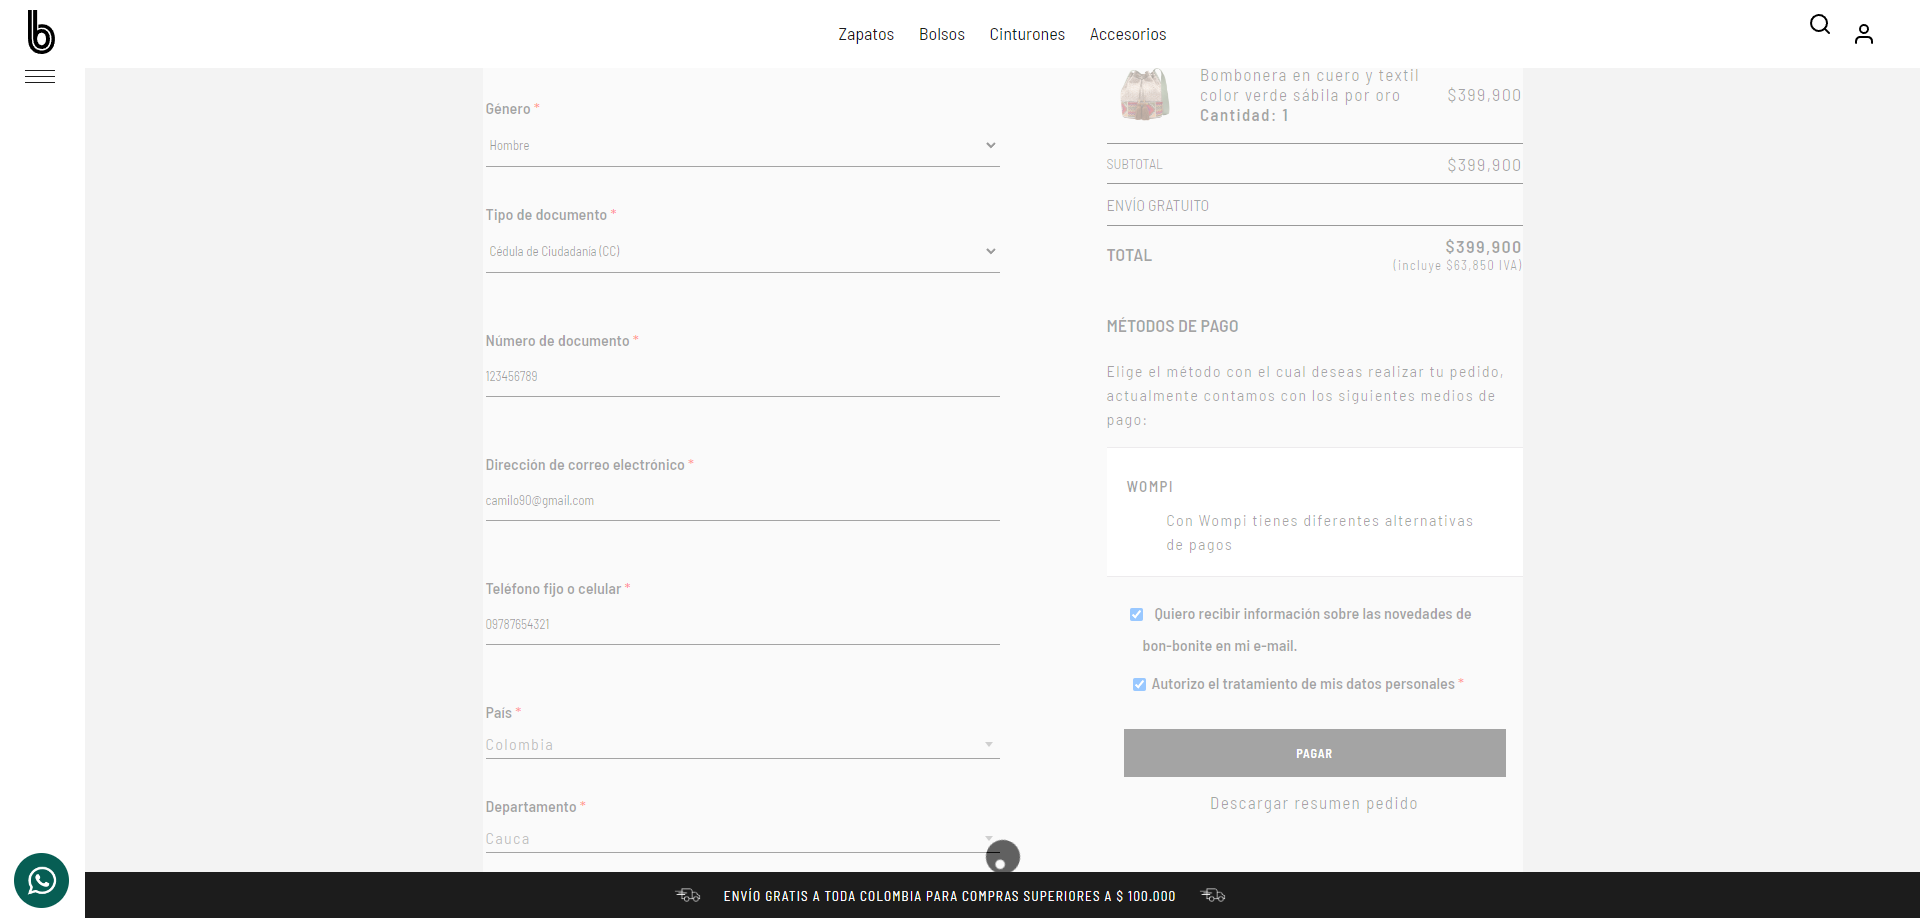 b
Zapatos Bolsos Cinturones Accesorios
Género *
Hombre
Tipo de documento *
Cédula de Ciudadanía (CC)
Número de documento *
123456789
Dirección de correo electrónico *
camilo90@gmail.com
Teléfono fijo o celular *
09787654321
País *
Colombia
Departamento *
Cauca
Bombonera en cuero y textil
color verde sábila por oro
Cantidad: 1
$399,900
SUBTOTAL $399,900
ENVÍO GRATUITO
TOTAL $399,900
(incluye $63,850 IVA)
MÉTODOS DE PAGO
Elige el método con el cual deseas realizar tu pedido,
actualmente contamos con los siguientes medios de
pago:
WOMPI
Con Wompi tienes diferentes alternativas
de pagos
Quiero recibir información sobre las novedades de
bon-bonite en mi e-mail.
Autorizo el tratamiento de mis datos personales *
PAGAR
Descargar resumen pedido
ENVÍO GRATIS A TODA COLOMBIA PARA COMPRAS SUPERIORES A $ 100.000